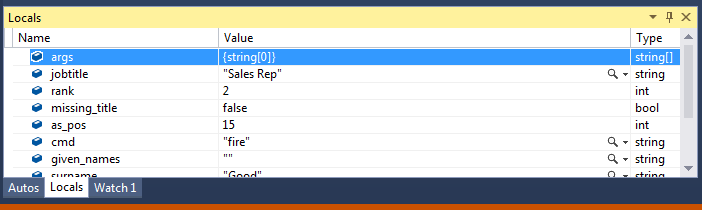 Locals
Name Value Type
args {string[0]} string[]
jobtitle "Sales Rep" string
rank 2 int
missing_title false bool
as_pos 15 int
cmd "fire" string
given_names "" string
surname "Good" string
Autos Locals Watch 1